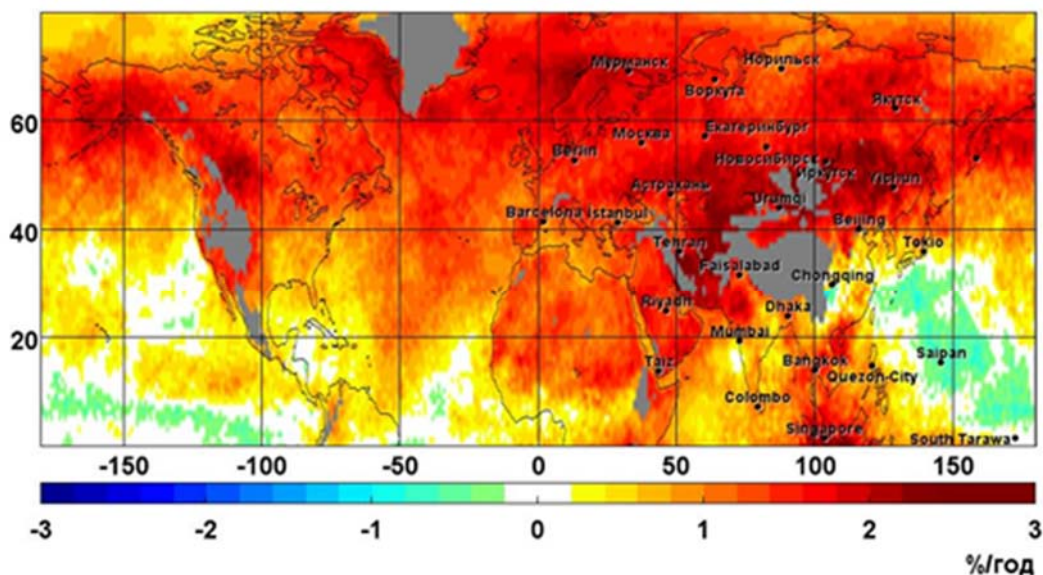 Мурманск
Норильск
Воркута
Якутск
60
Москва
Екатеринбург
Berlin
Новосибирск
Иркутск
Yichun
Астрахань
Urumqi
Barcelona
Istanbul
Beijing
40
Tehran
Tokio
Faisalabad
Chongqing
Riyadh
Dhaka
Mumbai
20
Taiz
Bangkok
Saipan
Quezon-City
Colombo
Singapore
South Tarawa
-150 -100 -50 0 50 100 150
-3 -2 -1 0 1 2 3
%/год